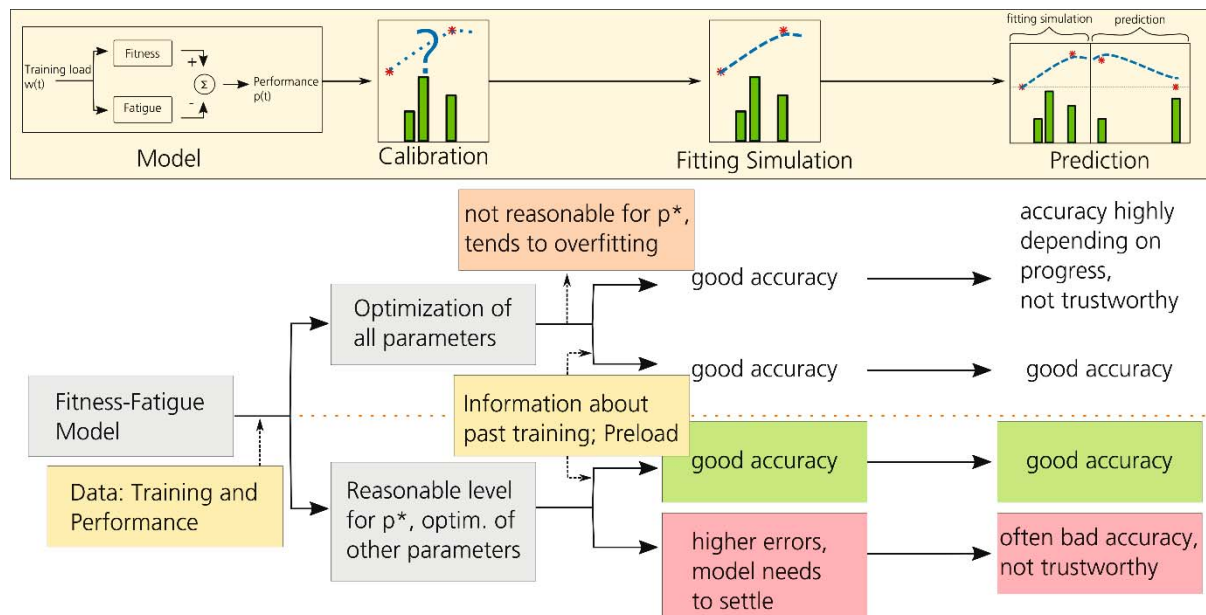 Training load
w(t)
Fitness
Fatigue
+
-
Σ
Performance
p(t)
Model
?
Calibration
Fitting Simulation
fitting simulation
prediction
Prediction
not reasonable for p*,
tends to overfitting
Optimization of
all parameters
good accuracy
accuracy highly
depending on
progress,
not trustworthy
good accuracy
good accuracy
Fitness-Fatigue
Model
Information about
past training; Preload
Data: Training and
Performance
Reasonable level
for p*, optim. of
other parameters
good accuracy
good accuracy
higher errors,
model needs
to settle
often bad accuracy,
not trustworthy